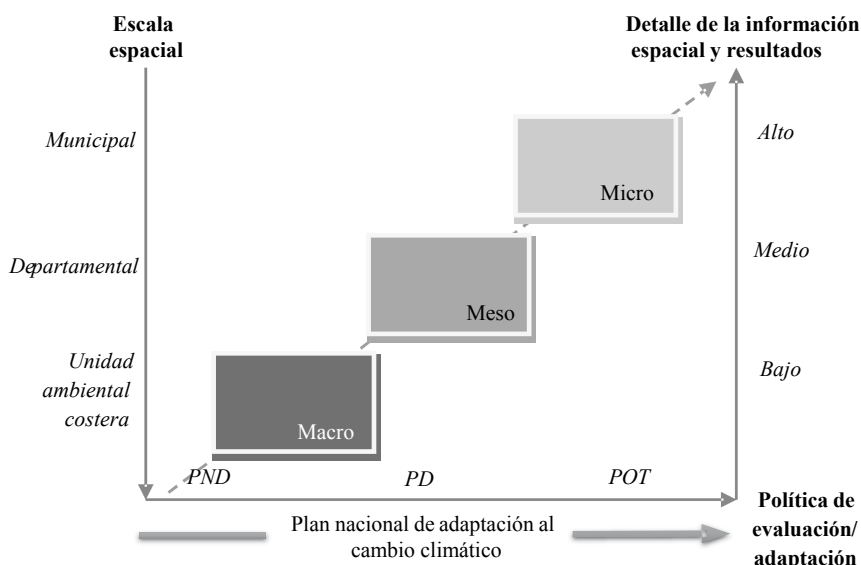 Escala
espacial
Detalle de la información
espacial y resultados
Municipal
Alto
Micro
Departamental
Medio
Meso
Unidad
ambiental
costera
Bajo
Macro
PND
PD
POT
Plan nacional de adaptación al
cambio climático
Política de
evaluación/
adaptación